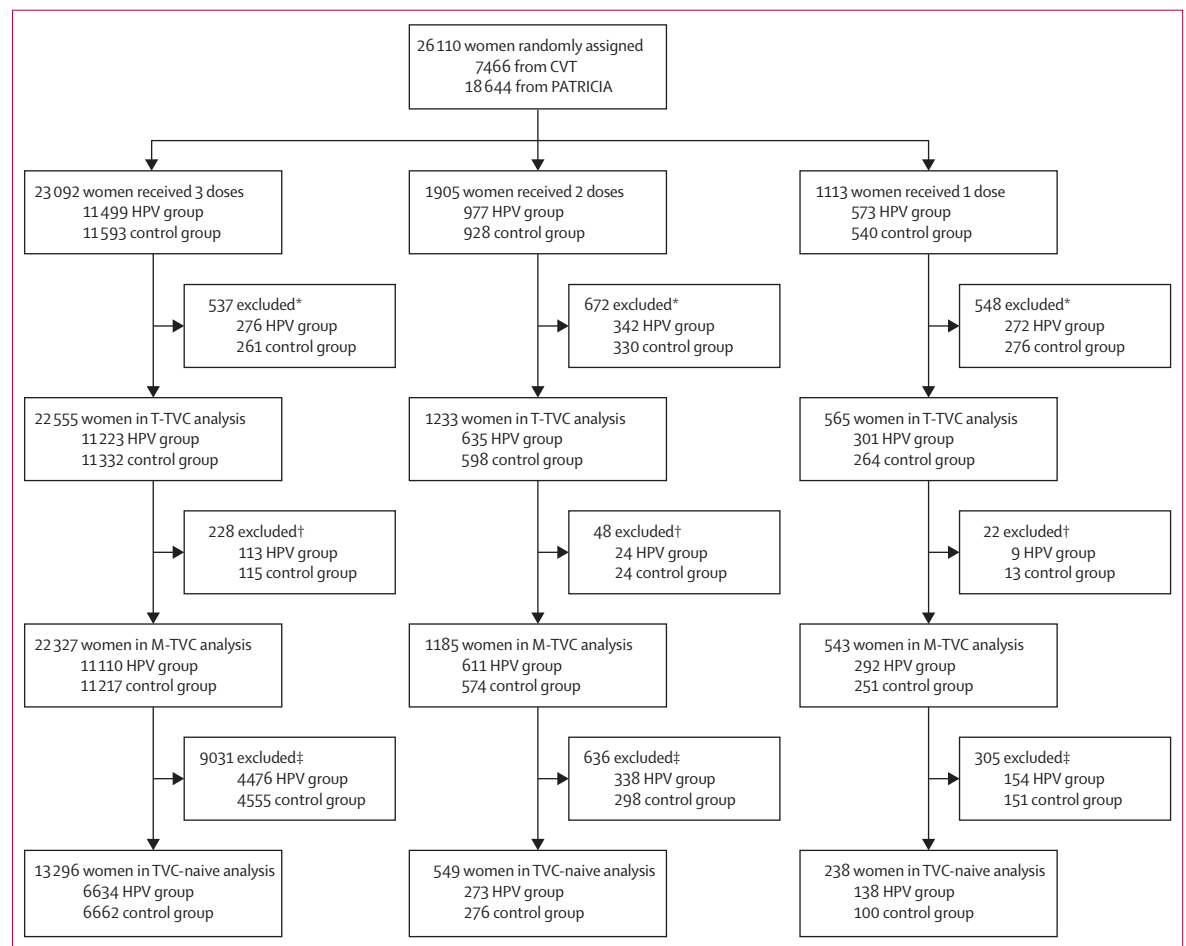 26 110 women randomly assigned
7466 from CVT
18 644 from PATRICIA
23 092 women received 3 doses
11 499 HPV group
11 593 control group
1905 women received 2 doses
977 HPV group
928 control group
1113 women received 1 dose
573 HPV group
540 control group
537 excluded*
276 HPV group
261 control group
672 excluded*
342 HPV group
330 control group
548 excluded*
272 HPV group
276 control group
22 555 women in T-TVC analysis
11 223 HPV group
11 332 control group
1233 women in T-TVC analysis
635 HPV group
598 control group
565 women in T-TVC analysis
301 HPV group
264 control group
228 excluded†
113 HPV group
115 control group
48 excluded†
24 HPV group
24 control group
22 excluded†
9 HPV group
13 control group
22 327 women in M-TVC analysis
11 110 HPV group
11 217 control group
1185 women in M-TVC analysis
611 HPV group
574 control group
543 women in M-TVC analysis
292 HPV group
251 control group
9031 excluded‡
4476 HPV group
4555 control group
636 excluded‡
338 HPV group
298 control group
305 excluded‡
154 HPV group
151 control group
13 296 women in TVC-naive analysis
6634 HPV group
6662 control group
549 women in TVC-naive analysis
273 HPV group
276 control group
238 women in TVC-naive analysis
138 HPV group
100 control group